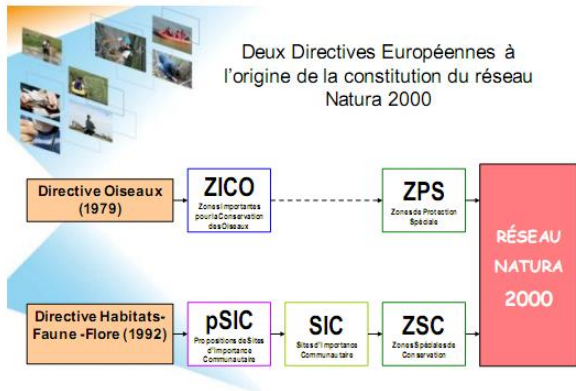 Deux Directives Européennes à
l'origine de la constitution du réseau
Natura 2000
Directive Oiseaux
(1979)
ZICO
Zones Importantes
pour la Conservation
des Oiseaux
ZPS
Zones de Protection
Spéciale
RÉSEAU
NATURA
2000
Directive Habitats-
Faune -Flore (1992)
pSIC
Propositions de Sites
d'Importance
Communautaire
SIC
Sites d'Importance
Communautaire
ZSC
Zones Spéciales de
Conservation